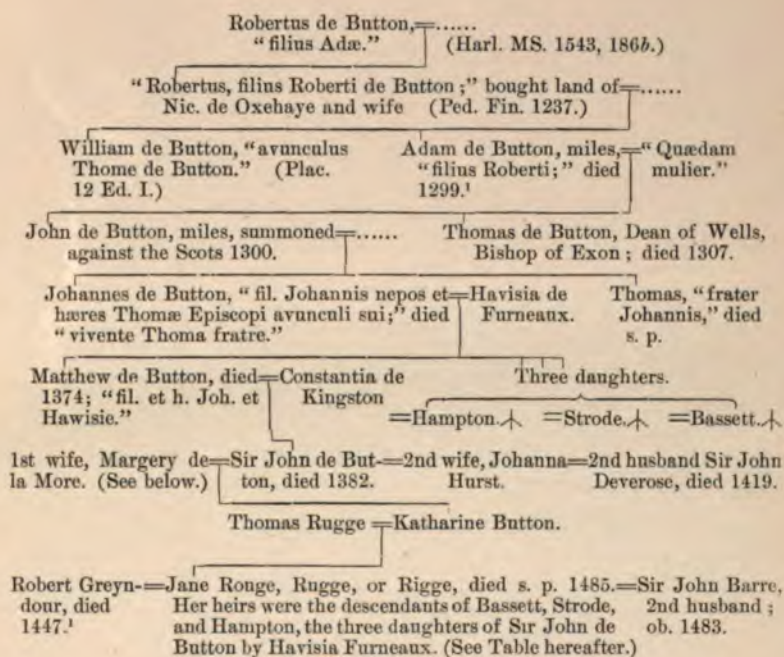 Robertus de Button,=......
"filius Adæ." (Harl. MS. 1543, 186b.)
"Robertus, filius Roberti de Button;" bought land of=......
Nic. de Oxehaye and wife (Ped. Fin. 1237.)
William de Button, "avunculus Adam de Button, miles,="Quædam
Thome de Button." (Plac. "filius Roberti;" died mulier."
12 Ed. I.) 1299.¹
John de Button, miles, summoned=...... Thomas de Button, Dean of Wells,
against the Scots 1300. Bishop of Exon; died 1307.
Johannes de Button, "fil. Johannis nepos et=Havisia de Thomas, "frater
hæres Thomæ Episcopi avunculi sui;" died Furneaux. Johannis," died
"vivente Thoma fratre." s. p.
Matthew de Button, died=Constantia de Three daughters.
1374; "fil. et h. Joh. et Kingston
Hawisie." =Hampton. =Strode. =Bassett.
1st wife, Margery de=Sir John de But-=2nd wife, Johanna=2nd husband Sir John
la More. (See below.) ton, died 1382. Hurst. Deverose, died 1419.
Thomas Rugge =Katharine Button.
Robert Greyn-=Jane Ronge, Rugge, or Rigge, died s. p. 1485.=Sir John Barre,
dour, died Her heirs were the descendants of Bassett, Strode, 2nd husband;
1447.¹ and Hampton, the three daughters of Sir John de ob. 1483.
Button by Havisia Furneaux. (See Table hereafter.)